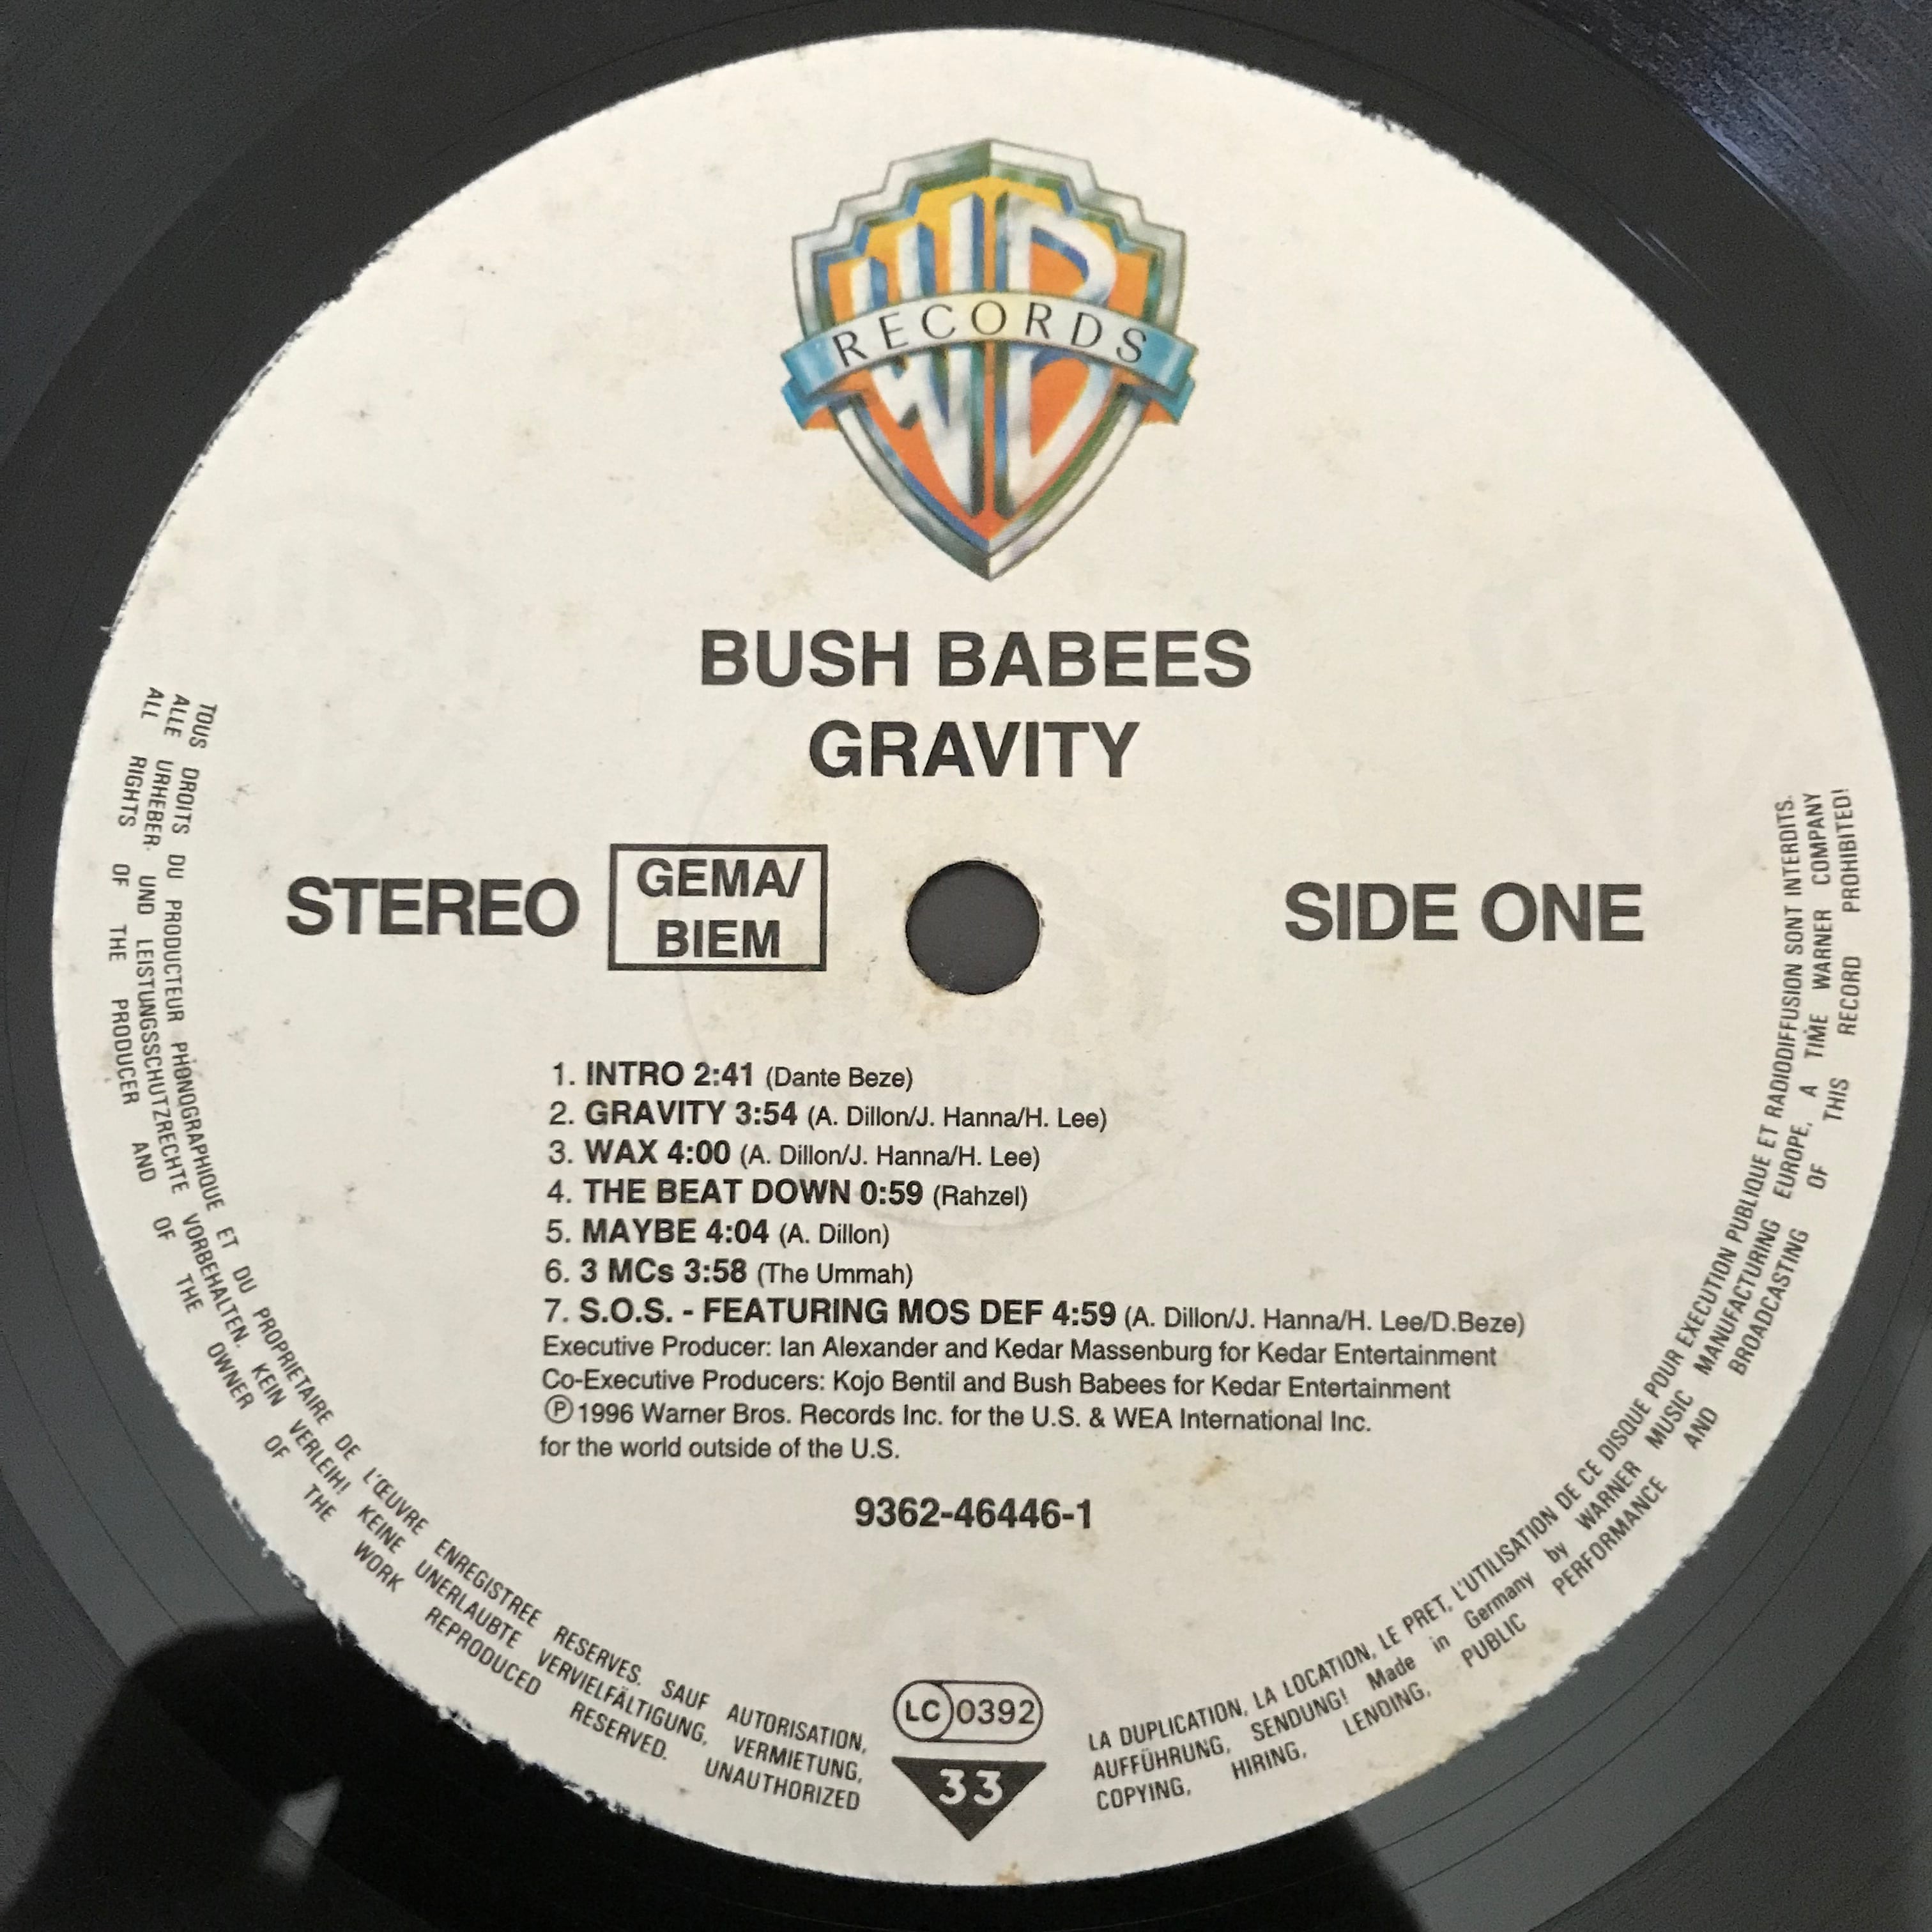 WB
RECORDS
BUSH BABEES
GRAVITY
STEREO
GEMA/
BIEM
SIDE ONE
1. INTRO 2:41 (Dante Beze)
2. GRAVITY 3:54 (A. Dillon/J. Hanna/H. Lee)
3. WAX 4:00 (A. Dillon/J. Hanna/H. Lee)
4. THE BEAT DOWN 0:59 (Rahzel)
5. MAYBE 4:04 (A. Dillon)
6. 3 MCs 3:58 (The Ummah)
7. S.O.S. - FEATURING MOS DEF 4:59 (A. Dillon/J. Hanna/H. Lee/D.Beze)
Executive Producer: Ian Alexander and Kedar Massenburg for Kedar Entertainment
Co-Executive Producers: Kojo Bentil and Bush Babees for Kedar Entertainment
℗1996 Warner Bros. Records Inc. for the U.S. & WEA International Inc.
for the world outside of the U.S.
9362-46446-1
LC 0392
33
TOUS DROITS DU PRODUCTEUR PHONOGRAPHIQUE ET DU PROPRIETAIRE DE L'ŒUVRE ENREGISTREE RESERVES. SAUF AUTORISATION, LA DUPLICATION, LA LOCATION, LE PRET, L'UTILISATION DE CE DISQUE POUR EXECUTION PUBLIQUE ET RADIODIFFUSION SONT INTERDITS.
ALLE URHEBER- UND LEISTUNGSSCHUTZRECHTE VORBEHALTEN. KEIN VERLEIH! KEINE UNERLAUBTE VERVIELFÄLTIGUNG, VERMIETUNG, AUFFÜHRUNG, SENDUNG! Made in Germany by WARNER MUSIC MANUFACTURING EUROPE, A TIME WARNER COMPANY
ALL RIGHTS OF THE PRODUCER AND OF THE OWNER OF THE WORK REPRODUCED RESERVED. UNAUTHORIZED COPYING, HIRING, LENDING, PUBLIC PERFORMANCE AND BROADCASTING OF THIS RECORD PROHIBITED!